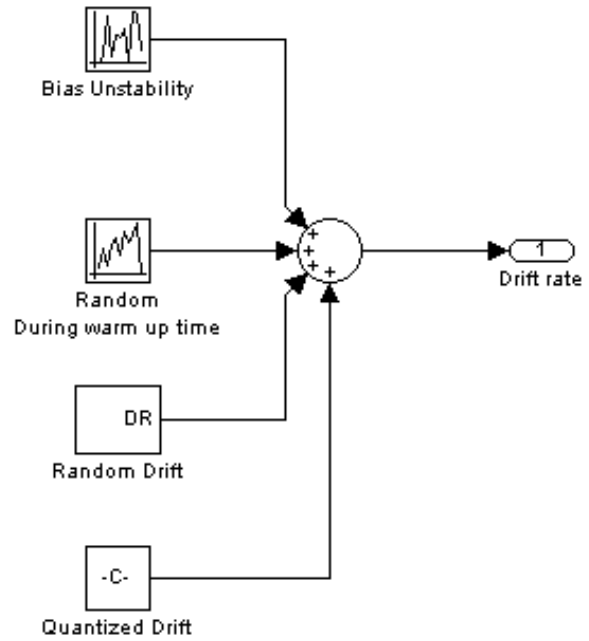 Bias Unstability
+
+
+
+
1
Drift rate
Random
During warm up time
DR
Random Drift
-C-
Quantized Drift